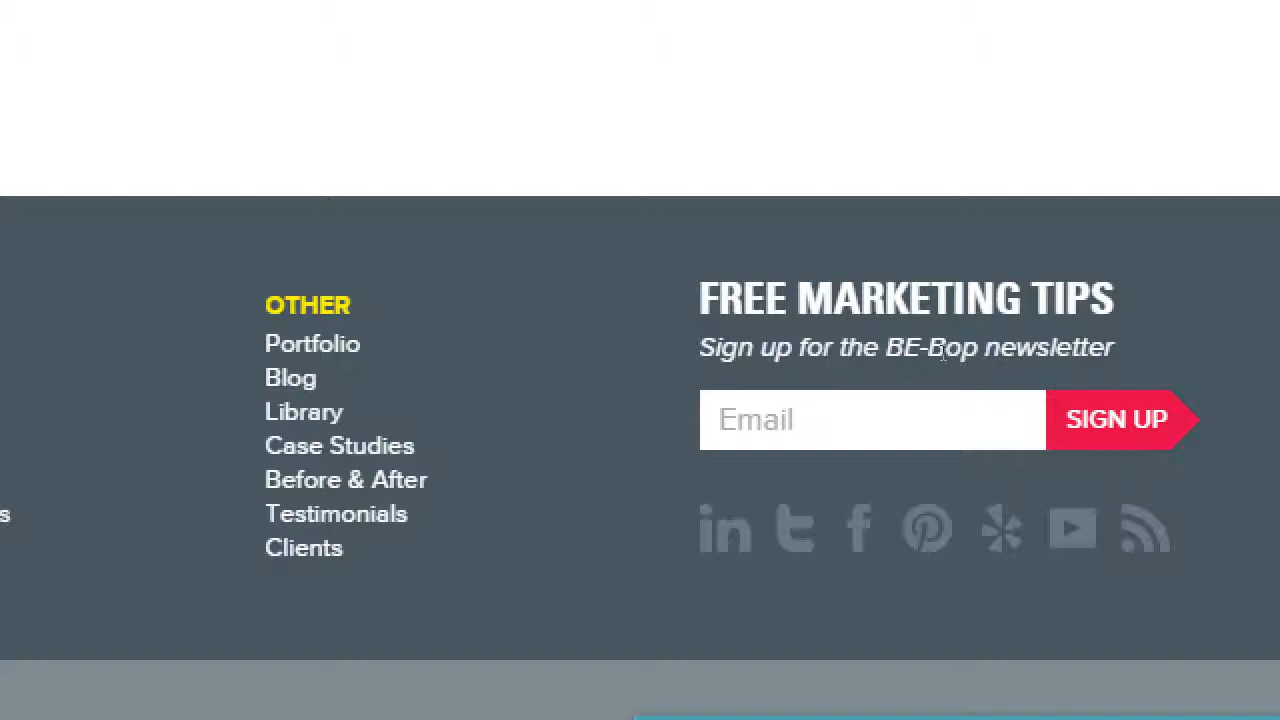 OTHER
Portfolio
Blog
Library
Case Studies
Before & After
Testimonials
Clients
FREE MARKETING TIPS
Sign up for the BE-Bop newsletter
Email
SIGN UP
s